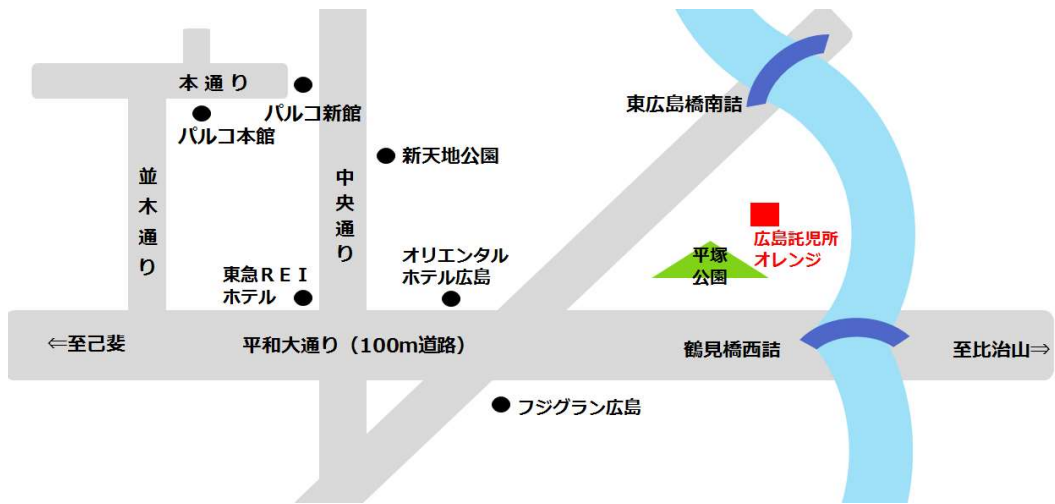 本通り
パルコ新館
パルコ本館
東広島橋南詰
新天地公園
並木通り
中央通り
広島託児所
オレンジ
平塚
公園
オリエンタル
ホテル広島
東急ＲＥＩ
ホテル
⇐至己斐
平和大通り（100m道路）
鶴見橋西詰
至比治山⇒
フジグラン広島